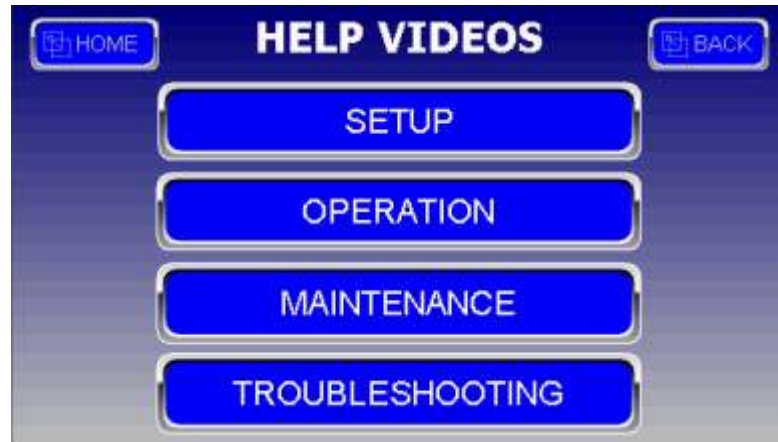 HOME
HELP VIDEOS
BACK
SETUP
OPERATION
MAINTENANCE
TROUBLESHOOTING